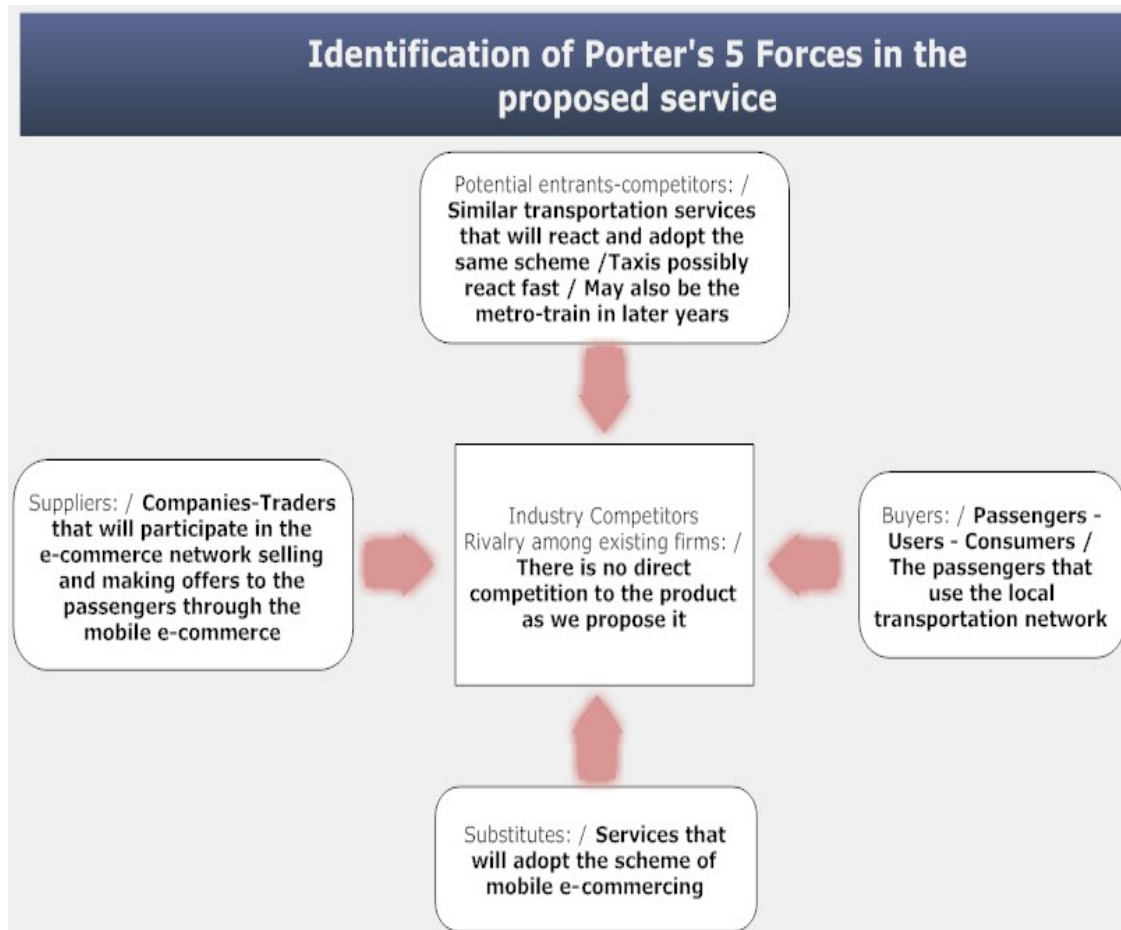 Identification of Porter's 5 Forces in the
proposed service
Potential entrants-competitors: /
Similar transportation services
that will react and adopt the
same scheme /Taxis possibly
react fast / May also be the
metro-train in later years
Suppliers: / Companies-Traders
that will participate in the
e-commerce network selling
and making offers to the
passengers through the
mobile e-commerce
Industry Competitors
Rivalry among existing firms: /
There is no direct
competition to the product
as we propose it
Buyers: / Passengers -
Users - Consumers /
The passengers that
use the local
transportation network
Substitutes: / Services that
will adopt the scheme of
mobile e-commercing